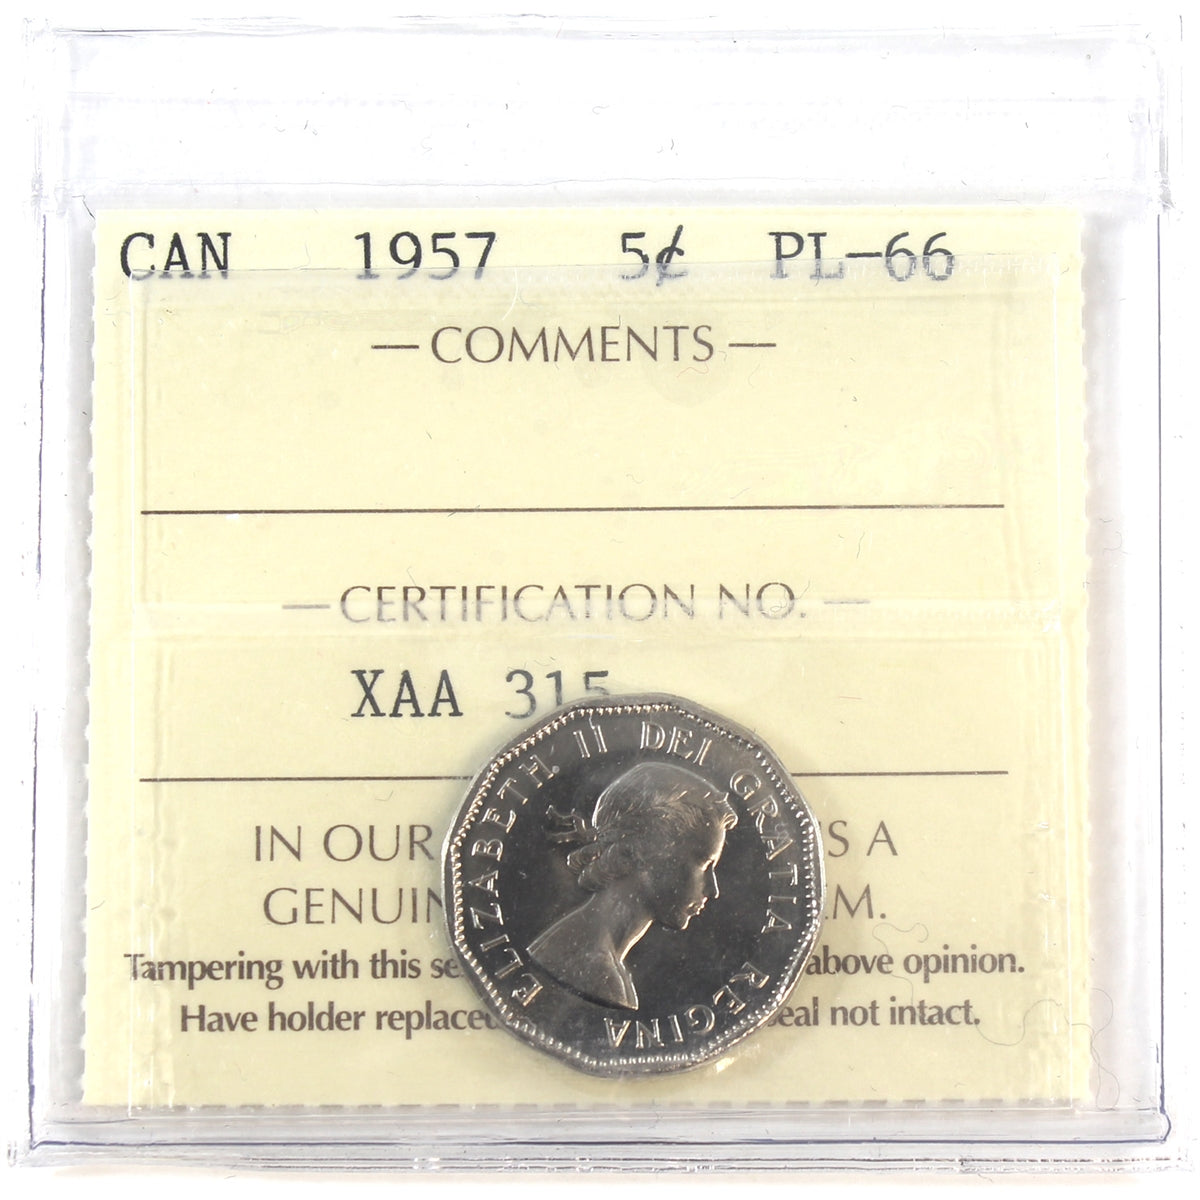 CAN 1957 5¢ PL-66
— COMMENTS —
— CERTIFICATION NO. —
XAA 315
IN OUR S A
GENUIN EM.
Tampering with this se above opinion.
Have holder replaced seal not intact.
ELIZABETH II DEI GRATIA REGINA